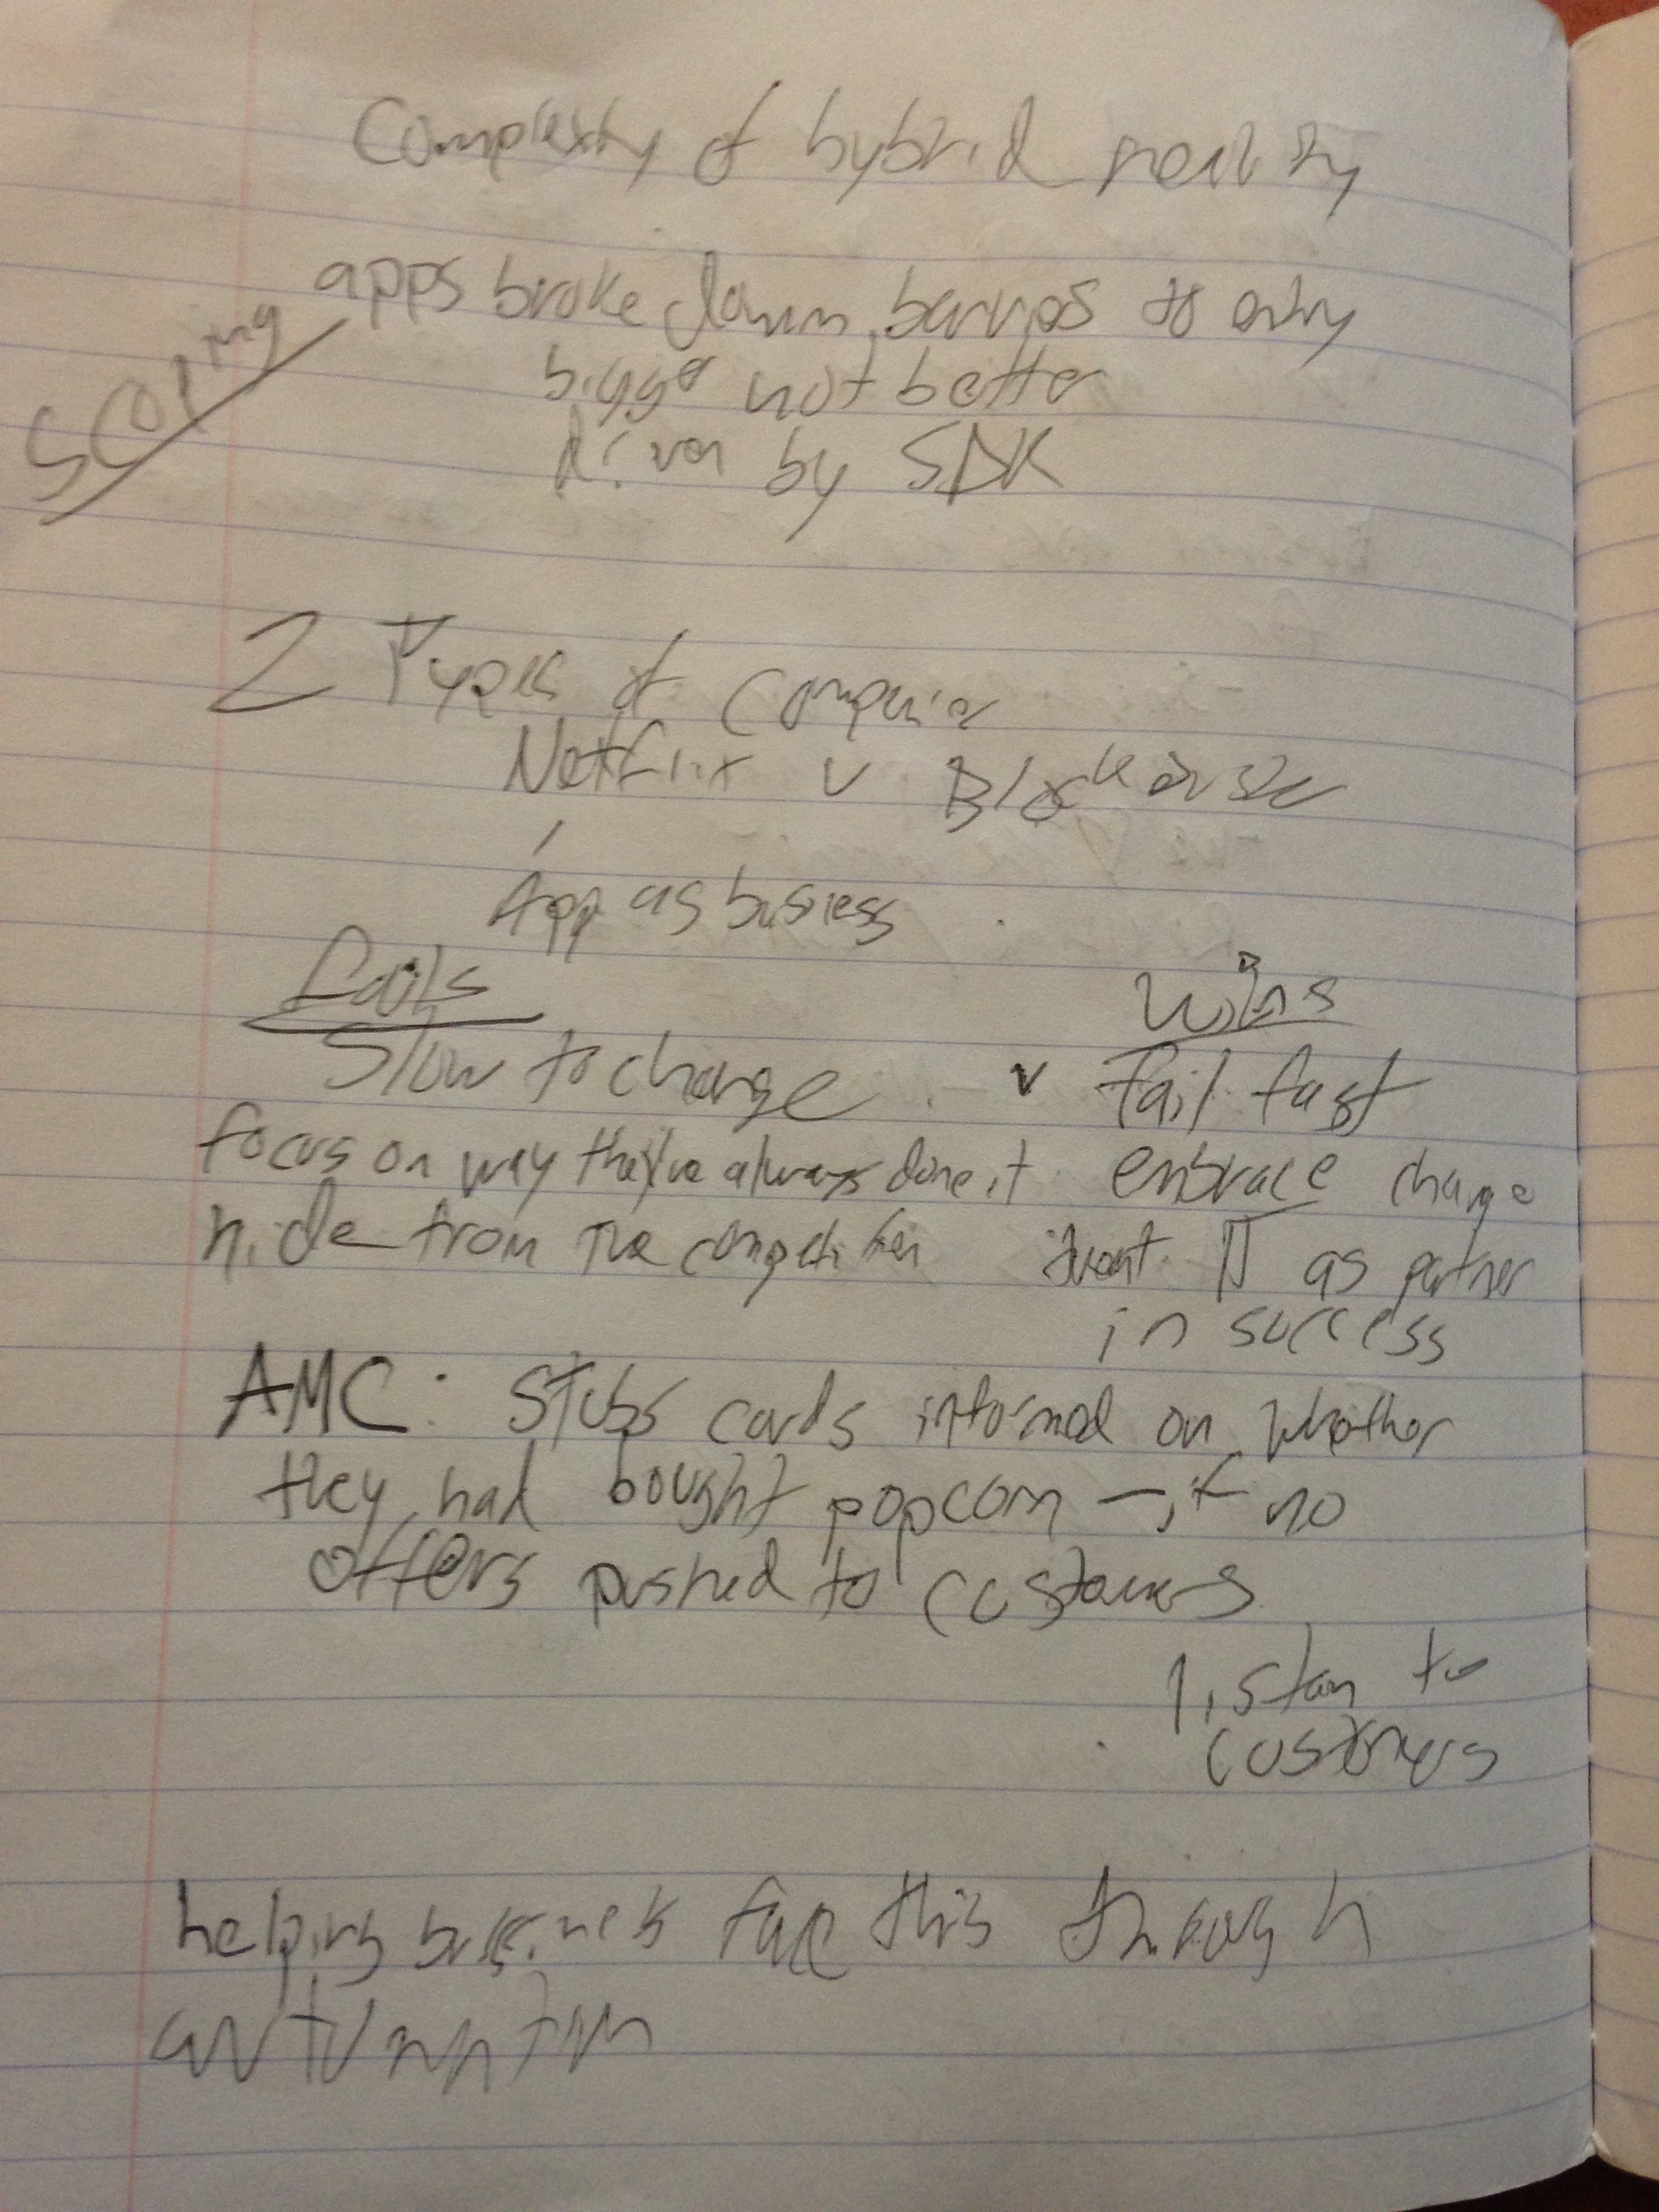 Complexity of hybrid reality
apps broke down barriers to entry
scaling
bigger not better
driven by SDK
2 Types of companies
Netflix v Blockbuster
App as business
fails
wins
Slow to change v fail fast
focus on way they've always done it embrace change
hide from the competition treat IT as partner
in success
AMC: Stubs cards informed on whether
they had bought popcorn - if no
offers pushed to customers
listen to
customers
helping business face this through
automation